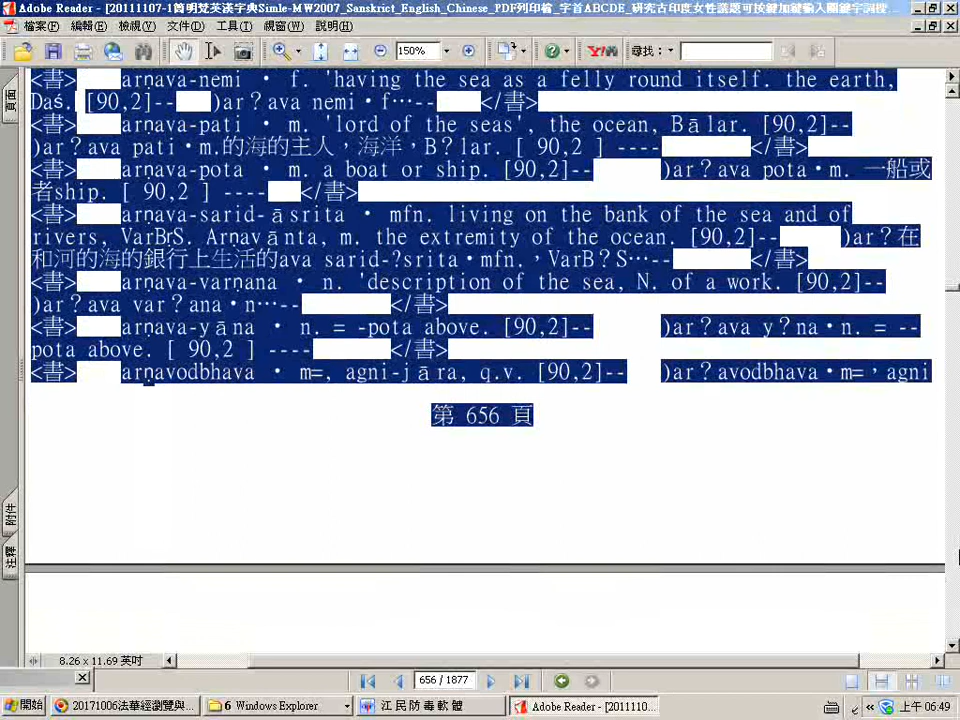 Adobe Reader - [20111107-1簡明梵英漢字典Simle-MW2007_Sanskrict_English_Chinese_PDF列印檔_字首ABCDE_研究古印度女性議題可按鍵加鍵輸入關鍵字詞搜
檔案(F) 編輯(E) 檢視(V) 文件(D) 工具(T) 視窗(W) 說明(H)
150% Y! 尋找:
頁面
<書> arṇava-nemi • f. 'having the sea as a felly round itself. the earth,
Daś. [90,2]-- )ar？ava nemi•f…-- </書>
<書> arṇava-pati • m. 'lord of the seas', the ocean, Bālar. [90,2]--
)ar？ava pati•m.的海的主人，海洋，B？lar. [ 90,2 ] ---- </書>
<書> arṇava-pota • m. a boat or ship. [90,2]-- )ar？ava pota•m. 一船或
者ship. [ 90,2 ] ---- </書>
<書> arṇava-sarid-āsrita • mfn. living on the bank of the sea and of
rivers, VarBṛS. Arṇavānta, m. the extremity of the ocean. [90,2]-- )ar？在
和河的海的銀行上生活的ava sarid-?srita•mfn.，VarB？S…-- </書>
<書> arṇava-varṇana • n. 'description of the sea, N. of a work. [90,2]--
)ar？ava var？ana•n…-- </書>
<書> arṇava-yāna • n. = -pota above. [90,2]-- )ar？ava y？na•n. = --
pota above. [ 90,2 ] ---- </書>
<書> arṇavodbhava • m=, agni-jāra, q.v. [90,2]-- )ar？avodbhava•m=，agni
第 656 頁
附件
注釋
8.26 x 11.69 英吋
656 / 1877
開始 20171006法華經瀏覽與... 6 Windows Explorer 江民防毒軟體 Adobe Reader - [2011110... 上午 06:49